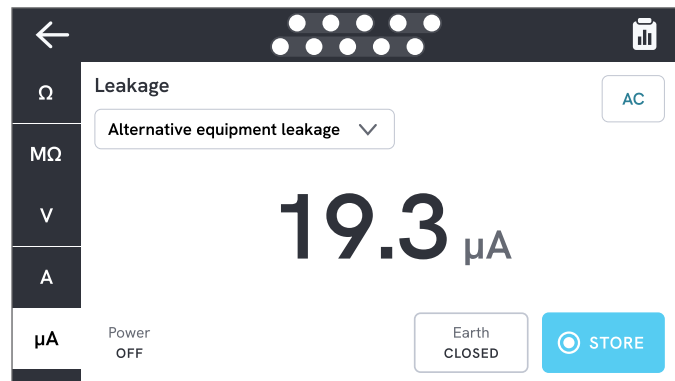 Ω
Leakage
AC
Alternative equipment leakage
MΩ
V
19.3 µA
A
µA
Power
OFF
Earth
CLOSED
STORE